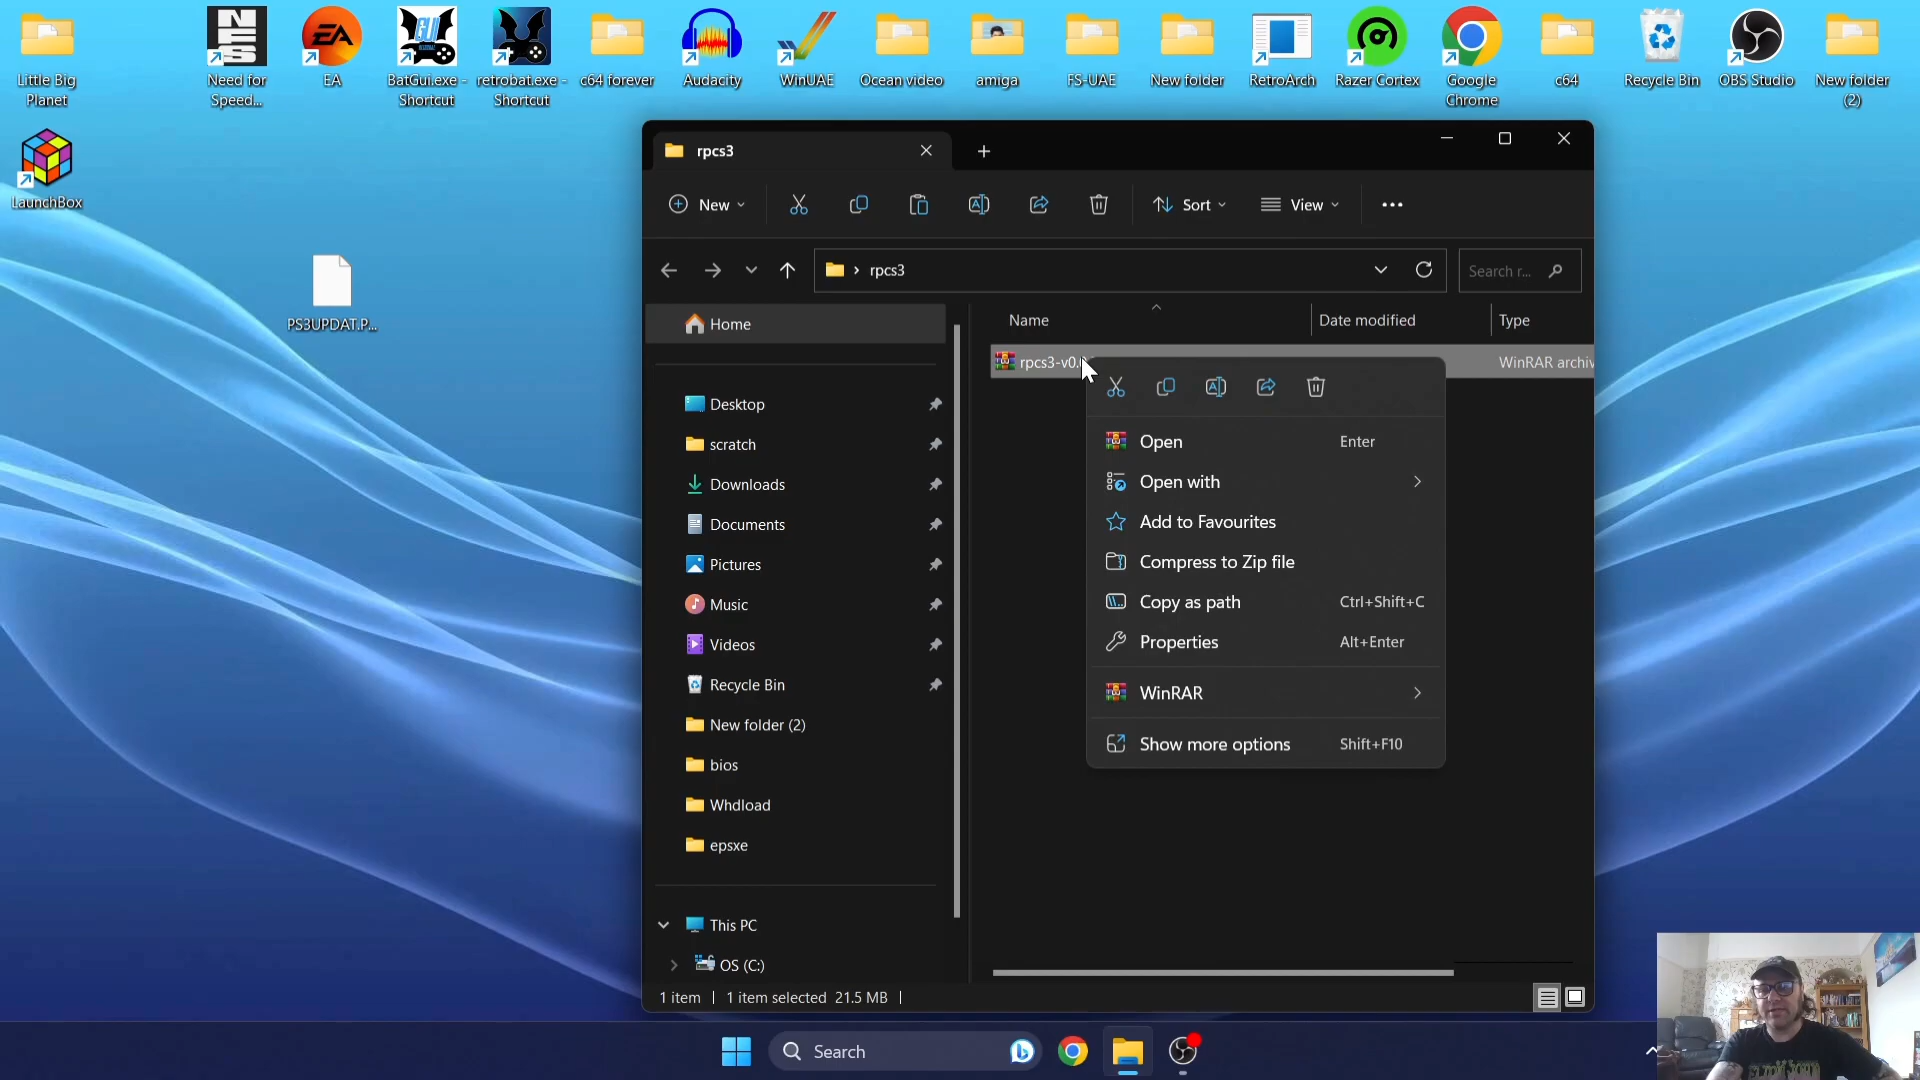 Little Big
Planet
NES
Need for
Speed...
EA
EA
GUI
BatGui.exe -
Shortcut
retrobat.exe -
Shortcut
c64 forever
Audacity
WinUAE
Ocean video
amiga
FS-UAE
New folder
RetroArch
Razer Cortex
Google
Chrome
c64
Recycle Bin
OBS Studio
New folder
(2)
LaunchBox
PS3UPDAT.P...
rpcs3
New
Sort
View
rpcs3
Search r...
Name
Date modified
Type
rpcs3-v0.
WinRAR archiv
Home
Desktop
scratch
Downloads
Documents
Pictures
Music
Videos
Recycle Bin
New folder (2)
bios
Whdload
epsxe
This PC
OS (C:)
Open Enter
Open with
Add to Favourites
Compress to Zip file
Copy as path Ctrl+Shift+C
Properties Alt+Enter
WinRAR
Show more options Shift+F10
1 item
1 item selected 21.5 MB
Search